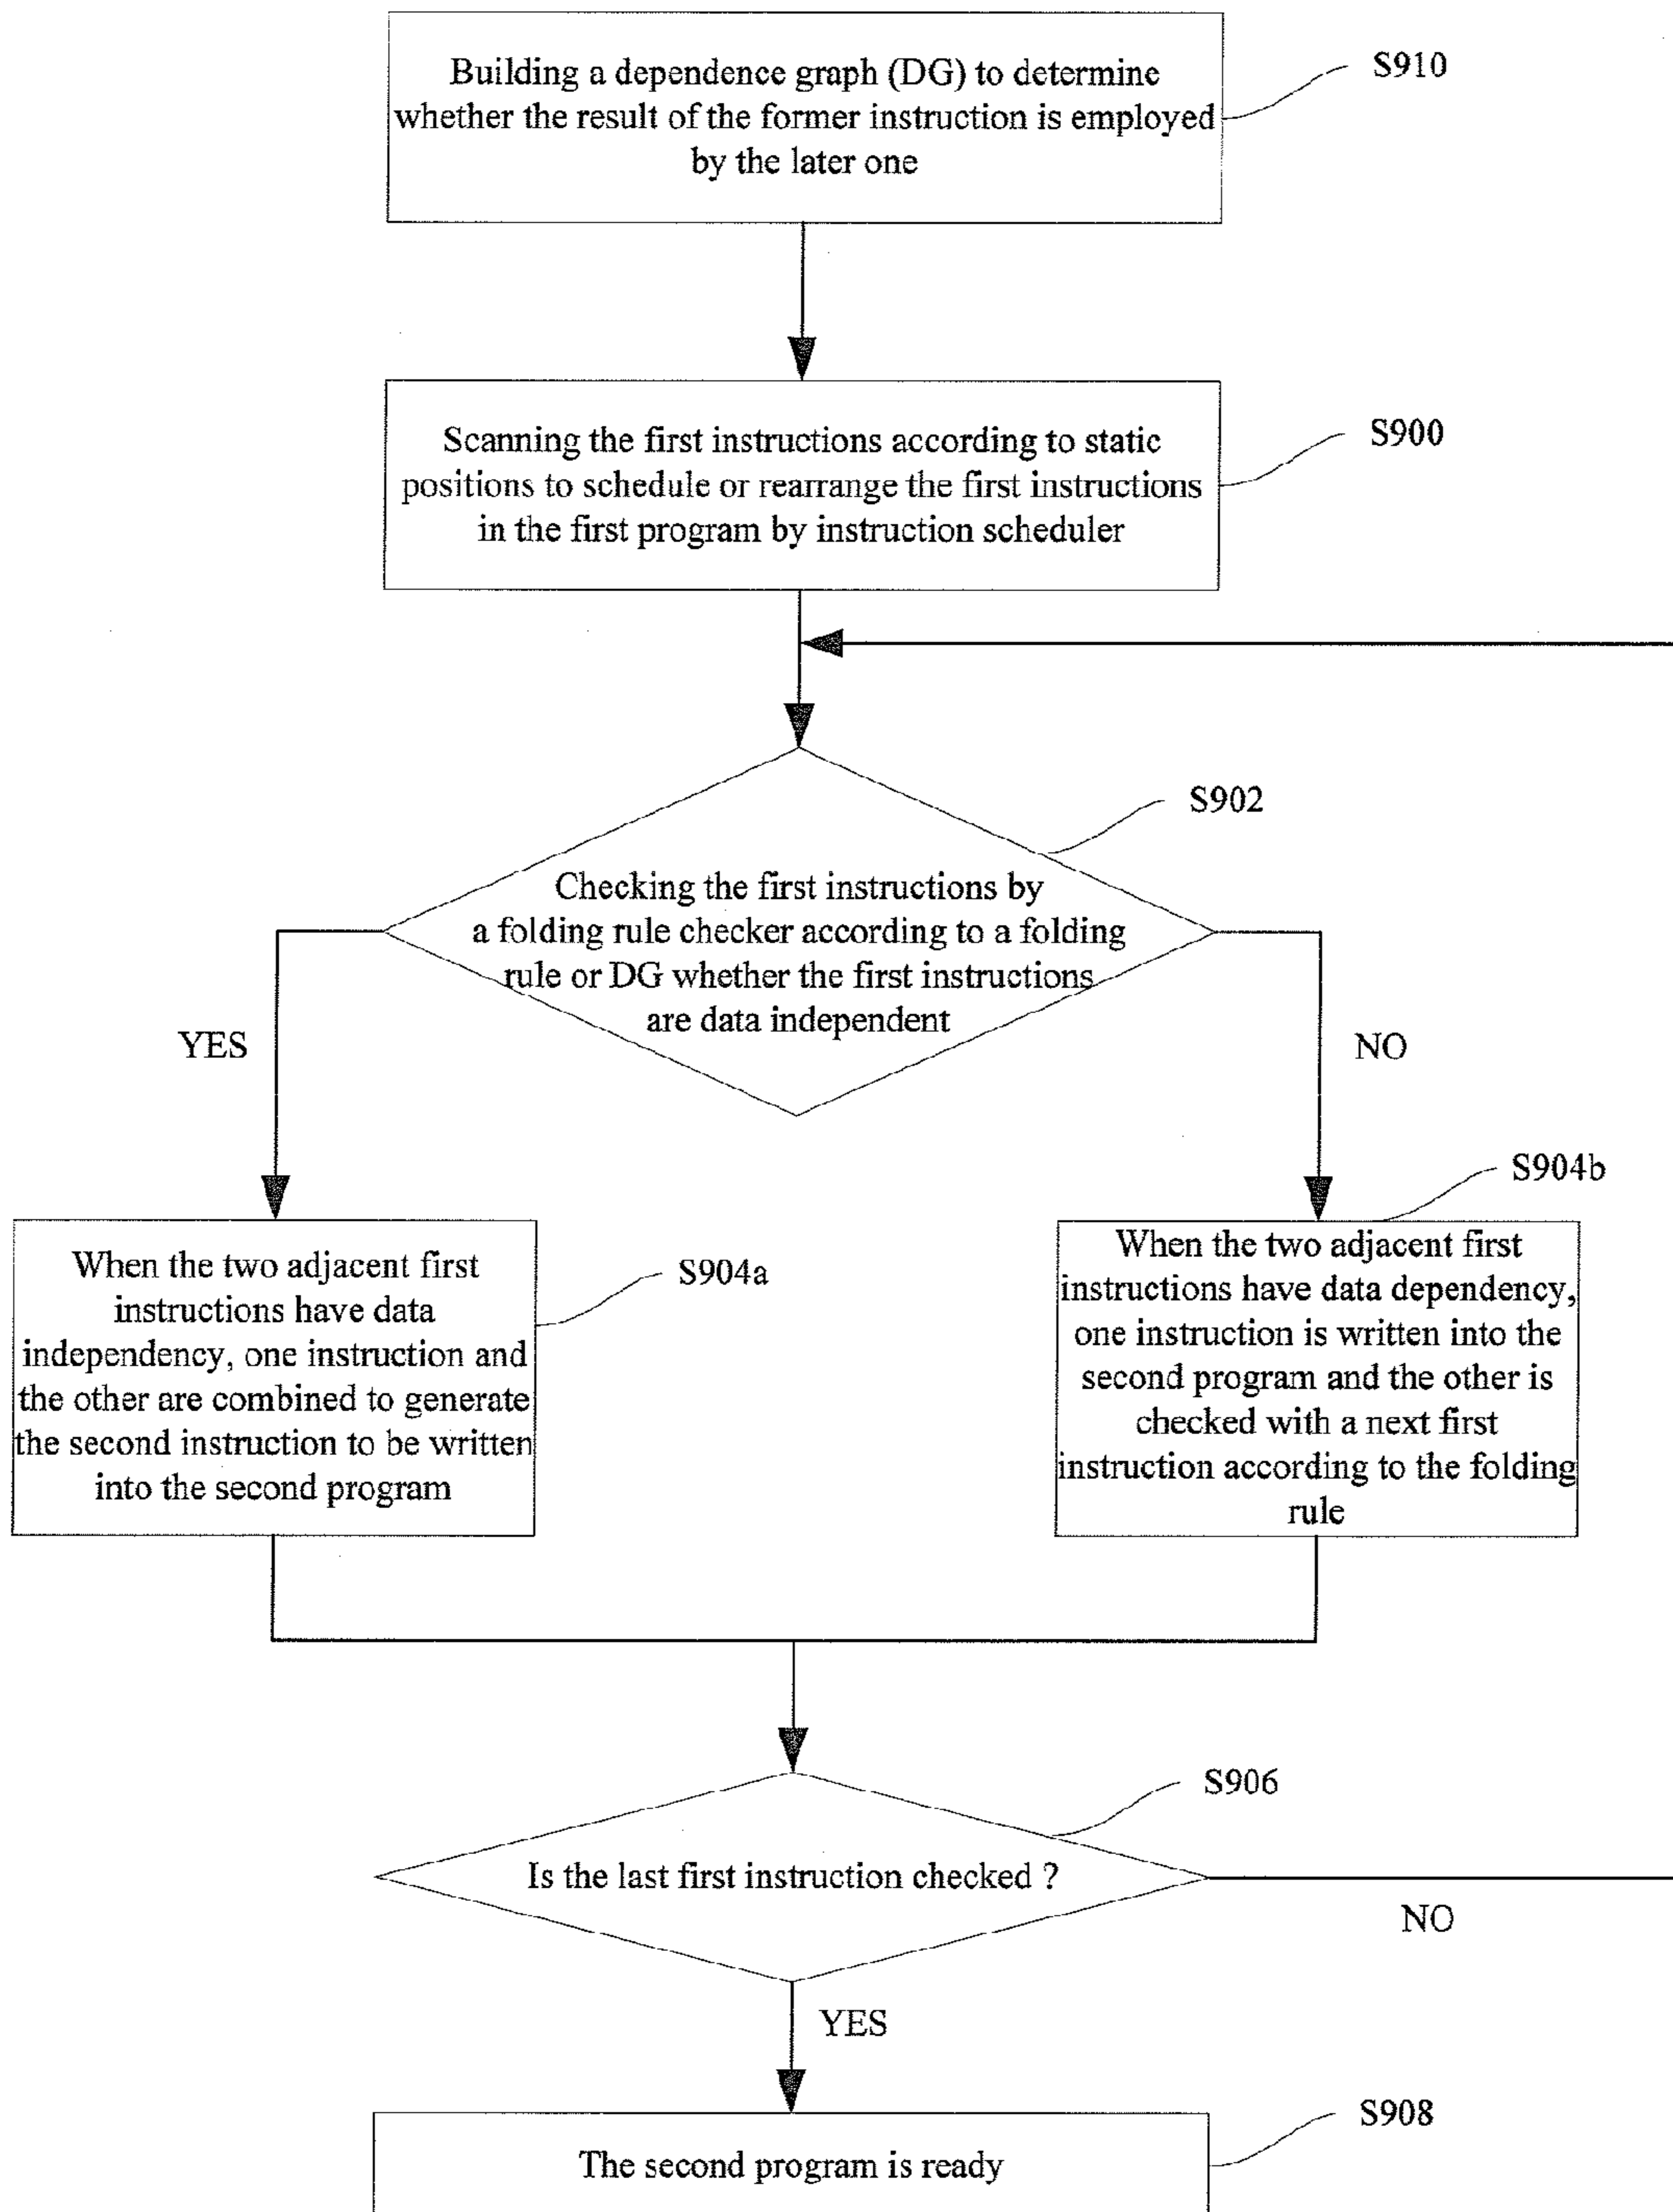 Building a dependence graph (DG) to determine
whether the result of the former instruction is employed
by the later one
S910
Scanning the first instructions according to static
positions to schedule or rearrange the first instructions
in the first program by instruction scheduler
S900
S902
Checking the first instructions by
a folding rule checker according to a folding
rule or DG whether the first instructions
are data independent
YES
NO
When the two adjacent first
instructions have data
independency, one instruction and
the other are combined to generate
the second instruction to be written
into the second program
S904a
S904b
When the two adjacent first
instructions have data dependency,
one instruction is written into the
second program and the other is
checked with a next first
instruction according to the folding
rule
S906
Is the last first instruction checked ?
NO
YES
S908
The second program is ready